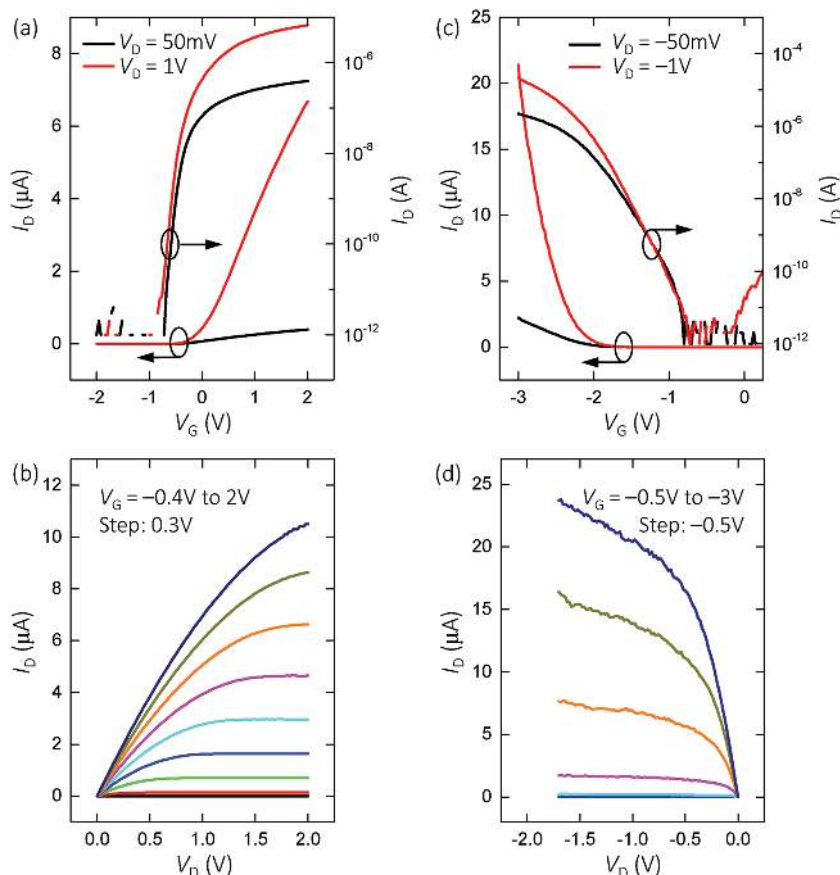 (a)
V_D = 50mV
V_D = 1V
8
6
4
2
0
I_D (µA)
10⁻⁶
10⁻⁸
10⁻¹⁰
10⁻¹²
I_D (A)
-2 -1 0 1 2
V_G (V)
(c)
V_D = −50mV
V_D = −1V
25
20
15
10
5
0
I_D (µA)
10⁻⁴
10⁻⁶
10⁻⁸
10⁻¹⁰
10⁻¹²
I_D (A)
-3 -2 -1 0
V_G (V)
(b)
V_G = −0.4V to 2V
Step: 0.3V
12
10
8
6
4
2
0
I_D (µA)
0.0 0.5 1.0 1.5 2.0
V_D (V)
(d)
V_G = −0.5V to −3V
Step: −0.5V
25
20
15
10
5
0
I_D (µA)
-2.0 -1.5 -1.0 -0.5 0.0
V_D (V)